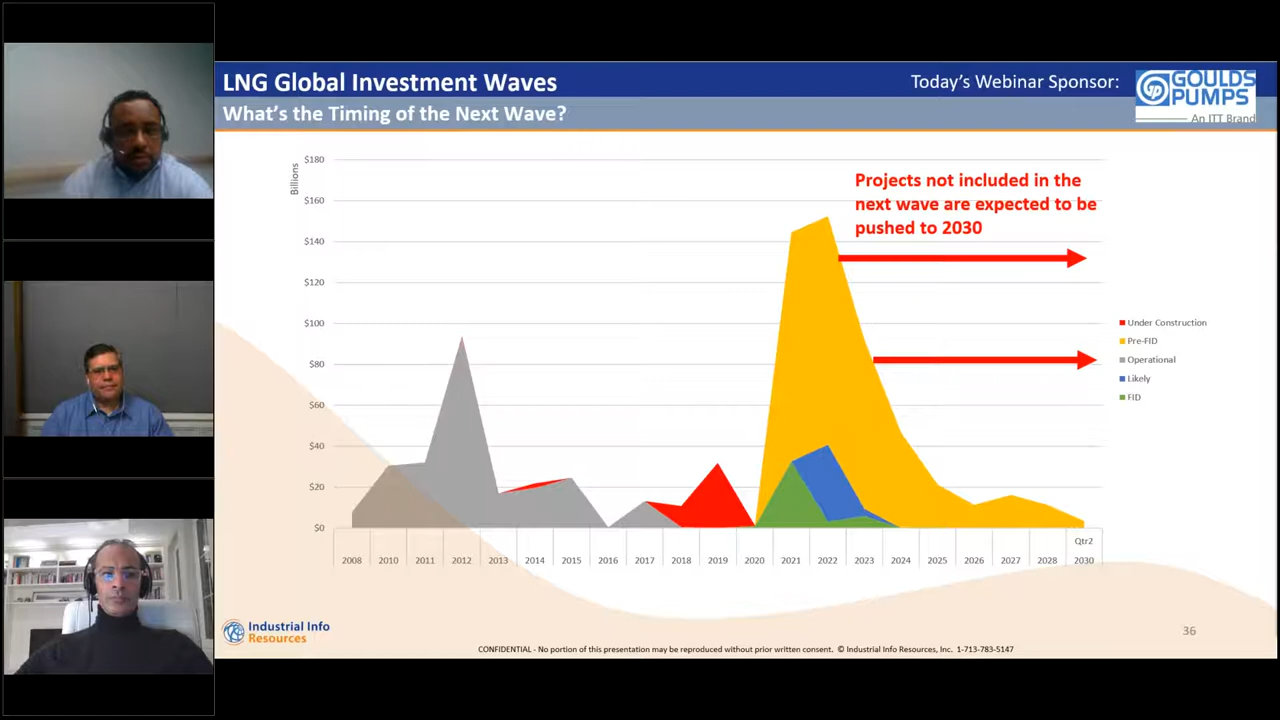 LNG Global Investment Waves
Today's Webinar Sponsor:
GOULDS
PUMPS
An ITT Brand
What's the Timing of the Next Wave?
Billions
$180
$160
$140
$120
$100
$80
$60
$40
$20
$0
Projects not included in the
next wave are expected to be
pushed to 2030
Under Construction
Pre-FID
Operational
Likely
FID
Qtr2
2008 2010 2011 2012 2013 2014 2015 2016 2017 2018 2019 2020 2021 2022 2023 2024 2025 2026 2027 2028 2030
Industrial Info
Resources
36
CONFIDENTIAL - No portion of this presentation may be reproduced without prior written consent. © Industrial Info Resources, Inc. 1-713-783-5147